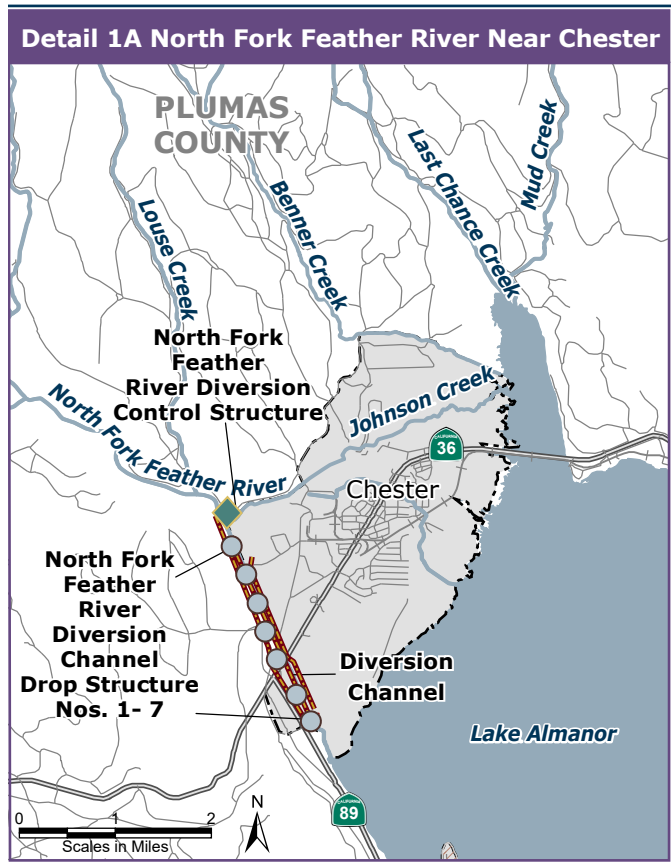 Detail 1A North Fork Feather River Near Chester
PLUMAS
COUNTY
Louse Creek
Benner Creek
Last Chance Creek
Mud Creek
North Fork
Feather
River Diversion
Control Structure
North Fork Feather River
Johnson Creek
CALIFORNIA
36
Chester
North Fork
Feather
River
Diversion
Channel
Drop Structure
Nos. 1- 7
Diversion
Channel
Lake Almanor
CALIFORNIA
89
0 1 2
Scales in Miles
N